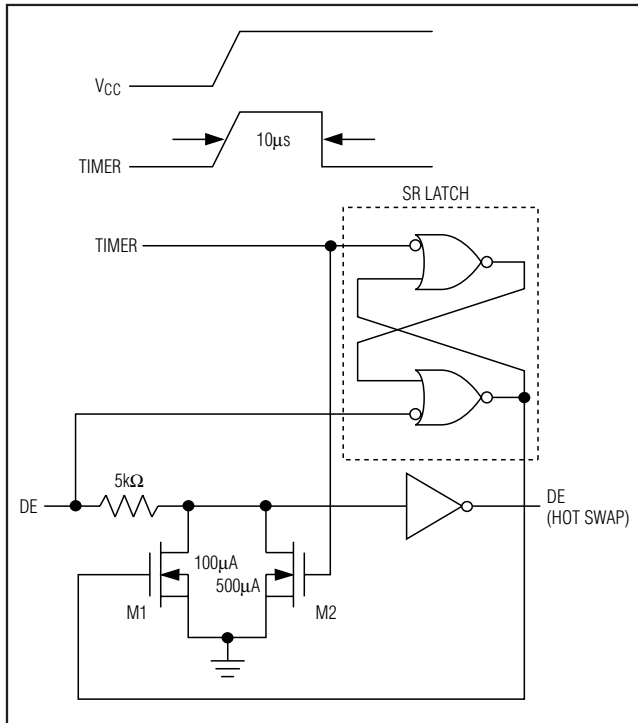 VCC
10μs
TIMER
SR LATCH
TIMER
5kΩ
DE
DE
(HOT SWAP)
100μA
500μA
M1
M2